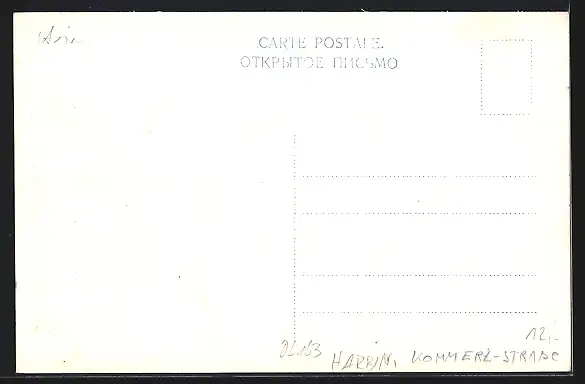 CARTE POSTALE.
ОТКРЫТОЕ ПИСЬМО
12,-
HARBIN, KOMMERZ-STRAßE